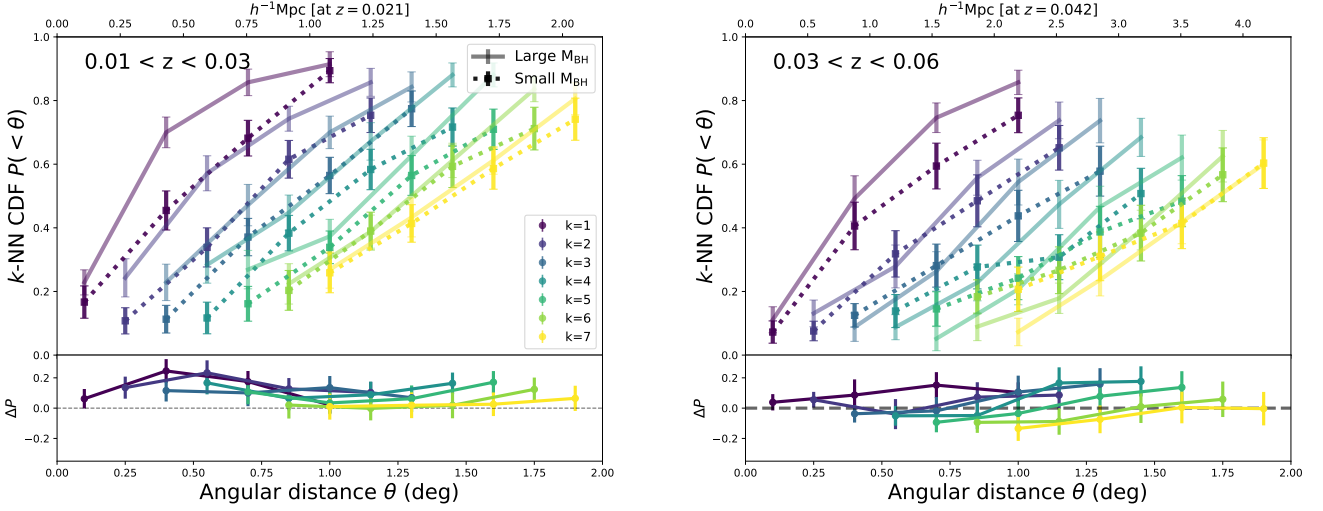 h⁻¹Mpc [at z = 0.021]
0.00 0.25 0.50 0.75 1.00 1.25 1.50 1.75 2.00
0.01 < z < 0.03
Large M_BH
Small M_BH
k-NN CDF P(< θ)
1.0
0.8
0.6
0.4
0.2
0.0
k=1
k=2
k=3
k=4
k=5
k=6
k=7
ΔP
0.2
0.0
−0.2
0.00 0.25 0.50 0.75 1.00 1.25 1.50 1.75 2.00
Angular distance θ (deg)
h⁻¹Mpc [at z = 0.042]
0.0 0.5 1.0 1.5 2.0 2.5 3.0 3.5 4.0
0.03 < z < 0.06
k-NN CDF P(< θ)
1.0
0.8
0.6
0.4
0.2
0.0
ΔP
0.2
0.0
−0.2
0.00 0.25 0.50 0.75 1.00 1.25 1.50 1.75 2.00
Angular distance θ (deg)